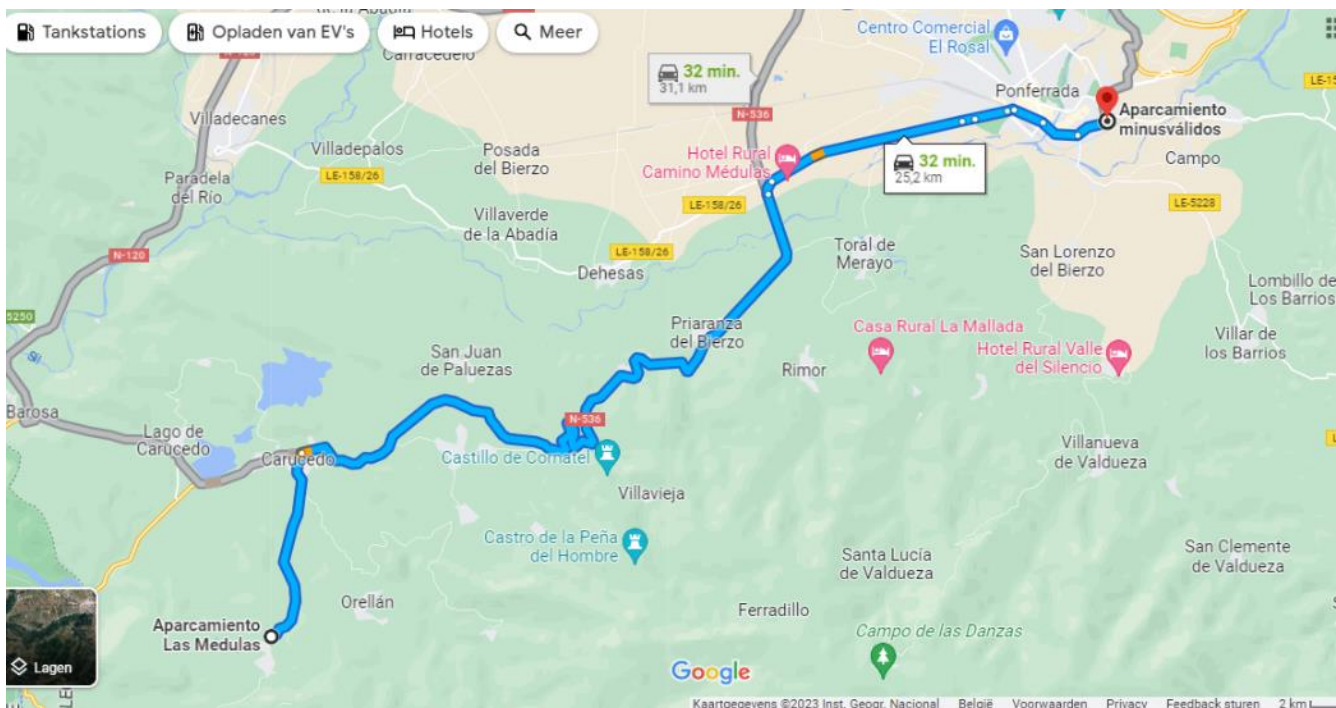 de la Abadía
Tankstations
Opladen van EV's
Hotels
Meer
Carracedelo
Centro Comercial
El Rosal
32 min.
31,1 km
Ponferrada
Aparcamiento
minusválidos
Villadecanes
N-536
Villadepalos
Posada
del Bierzo
Hotel Rural
Camino Médulas
32 min.
25,2 km
Campo
LE-158/26
Paradela
del Río
LE-158/26
LE-5228
Villaverde
de la Abadía
LE-158/26
N-120
Dehesas
Toral de
Merayo
San Lorenzo
del Bierzo
Lombillo de
Los Barrios
5250
Sil
Priaranza
del Bierzo
Casa Rural La Mallada
Hotel Rural Valle
del Silencio
Villar de
los Barrios
San Juan
de Paluezas
Rimor
Barosa
N-536
Lago de
Carucedo
Carucedo
Castillo de Cornatel
Villanueva
de Valdueza
Villavieja
Castro de la Peña
del Hombre
Santa Lucía
de Valdueza
San Clemente
de Valdueza
Orellán
Ferradillo
Aparcamiento
Las Medulas
Campo de las Danzas
Lagen
Google
Kaartgegevens ©2023 Inst. Geogr. Nacional België Voorwaarden Privacy Feedback sturen 2 km